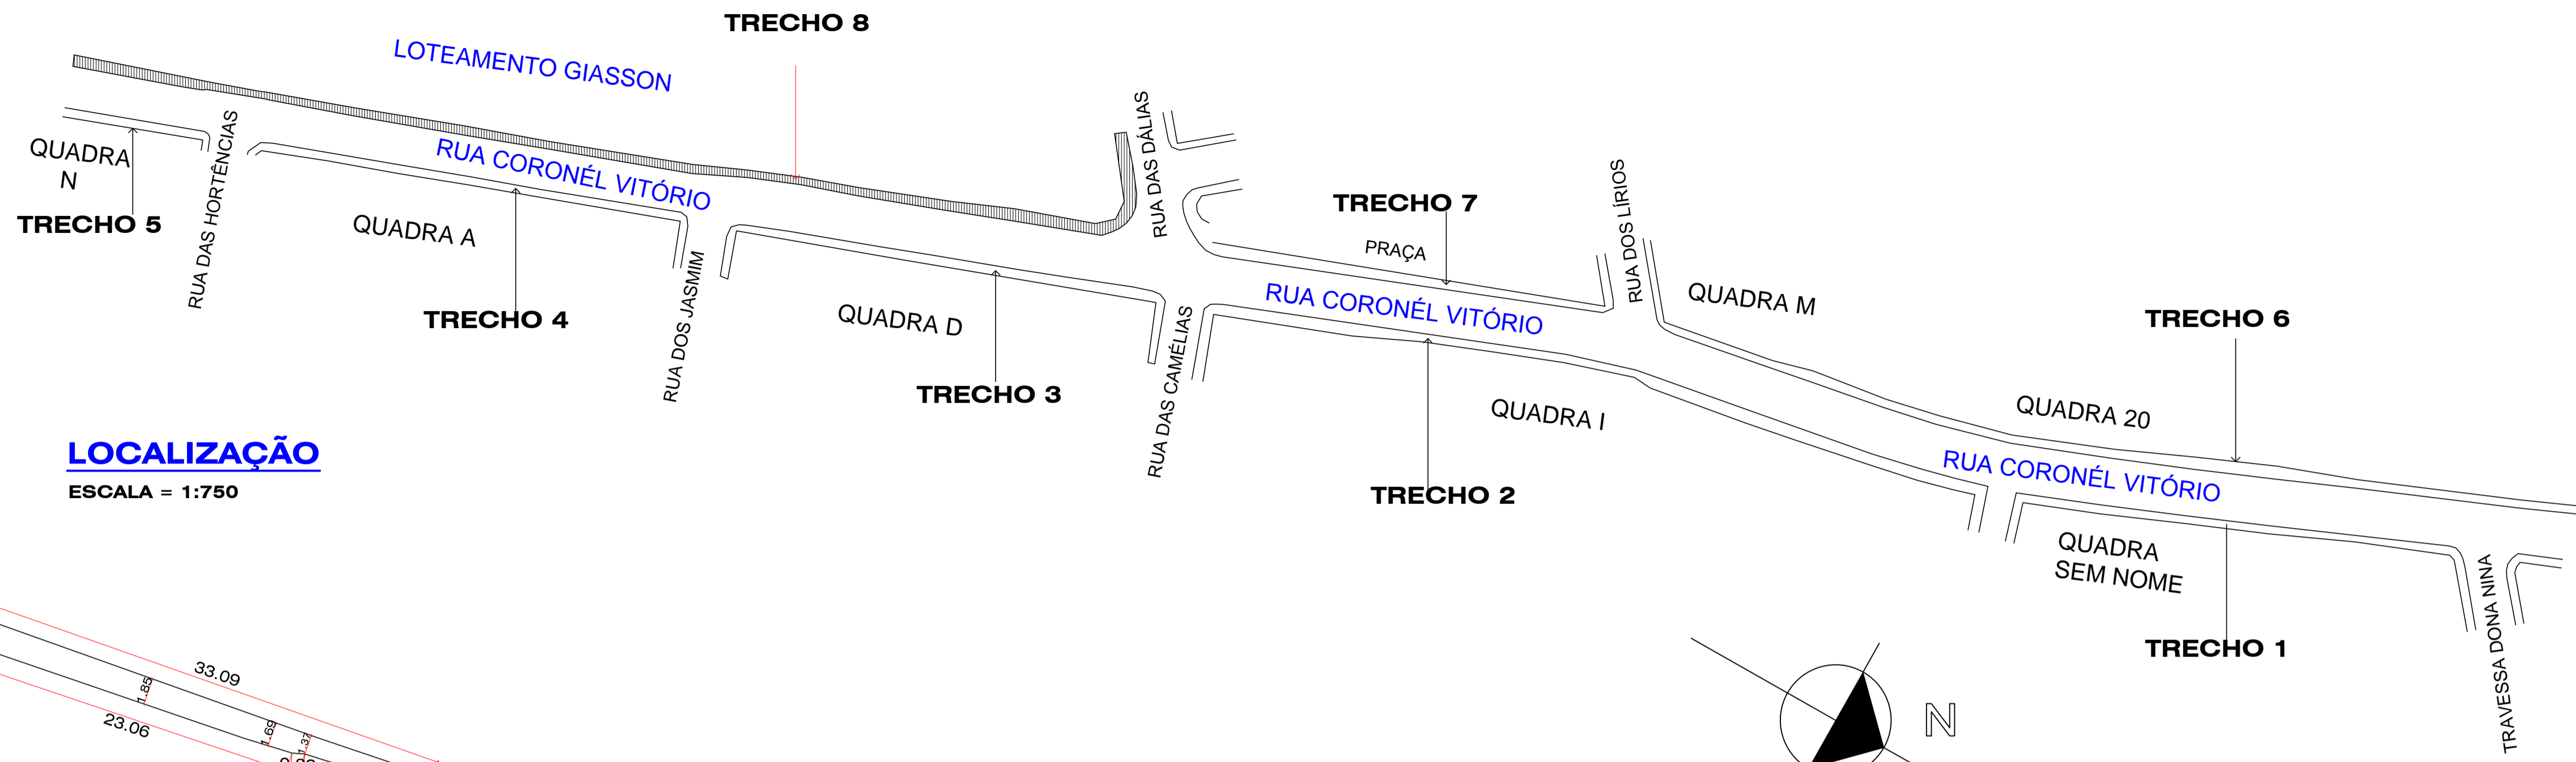 TRECHO 8
LOTEAMENTO GIASSON
RUA DAS HORTÊNCIAS
QUADRA
N
TRECHO 5
RUA CORONÉL VITÓRIO
QUADRA A
TRECHO 4
RUA DOS JASMIM
QUADRA D
TRECHO 3
RUA DAS DÁLIAS
RUA DAS CAMÉLIAS
TRECHO 7
PRAÇA
RUA CORONÉL VITÓRIO
RUA DOS LÍRIOS
QUADRA M
TRECHO 2
QUADRA I
TRECHO 6
QUADRA 20
RUA CORONÉL VITÓRIO
QUADRA
SEM NOME
TRECHO 1
TRAVESSA DONA NINA
LOCALIZAÇÃO
ESCALA = 1:750
33.09
1.85
23.06
1.69
1.37
N